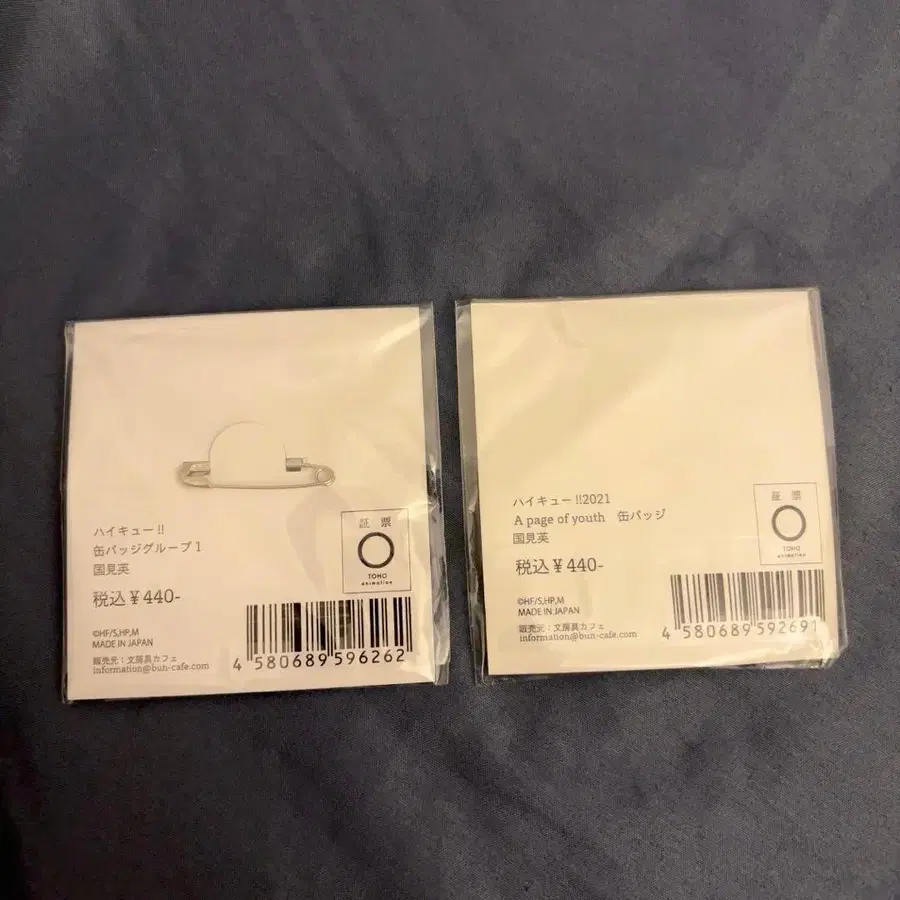 ハイキュー!!
缶バッジグループ1
国見英
税込¥440-
©HF/S,HP,M
MADE IN JAPAN
販売元：文房具カフェ
information@buh-cafe.com
証票
TOHO
animation
4 580689 596262
ハイキュー!!2021
A page of youth 缶バッジ
国見英
税込¥440-
©HF/S,HP,M
MADE IN JAPAN
販売元：文房具カフェ
information@bun-cafe.com
証票
TOHO
animation
4 580689 592691